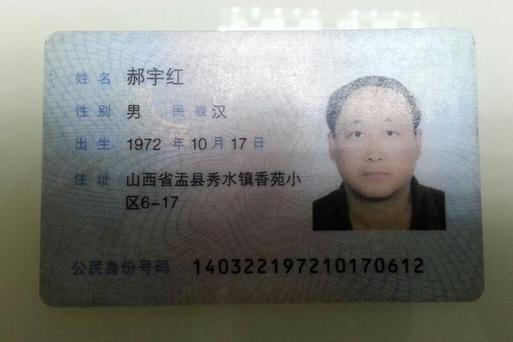 姓名 郝宇红
性别 男 民族 汉
出生 1972 年 10 月 17 日
住址 山西省盂县秀水镇香苑小
区6-17
公民身份号码 140322197210170612